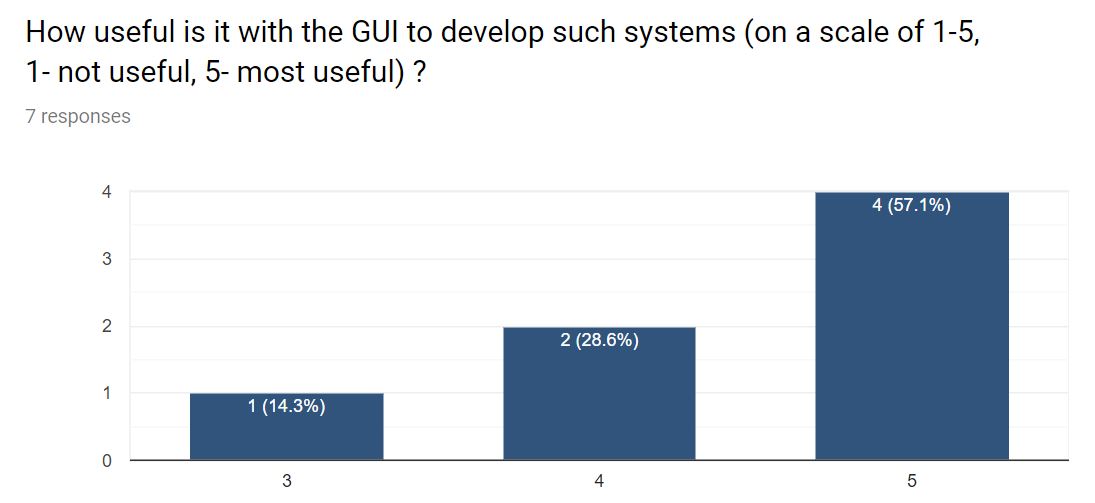 How useful is it with the GUI to develop such systems (on a scale of 1-5,
1- not useful, 5- most useful) ?
7 responses
4
4 (57.1%)
3
2
2 (28.6%)
1
1 (14.3%)
0
3 4 5